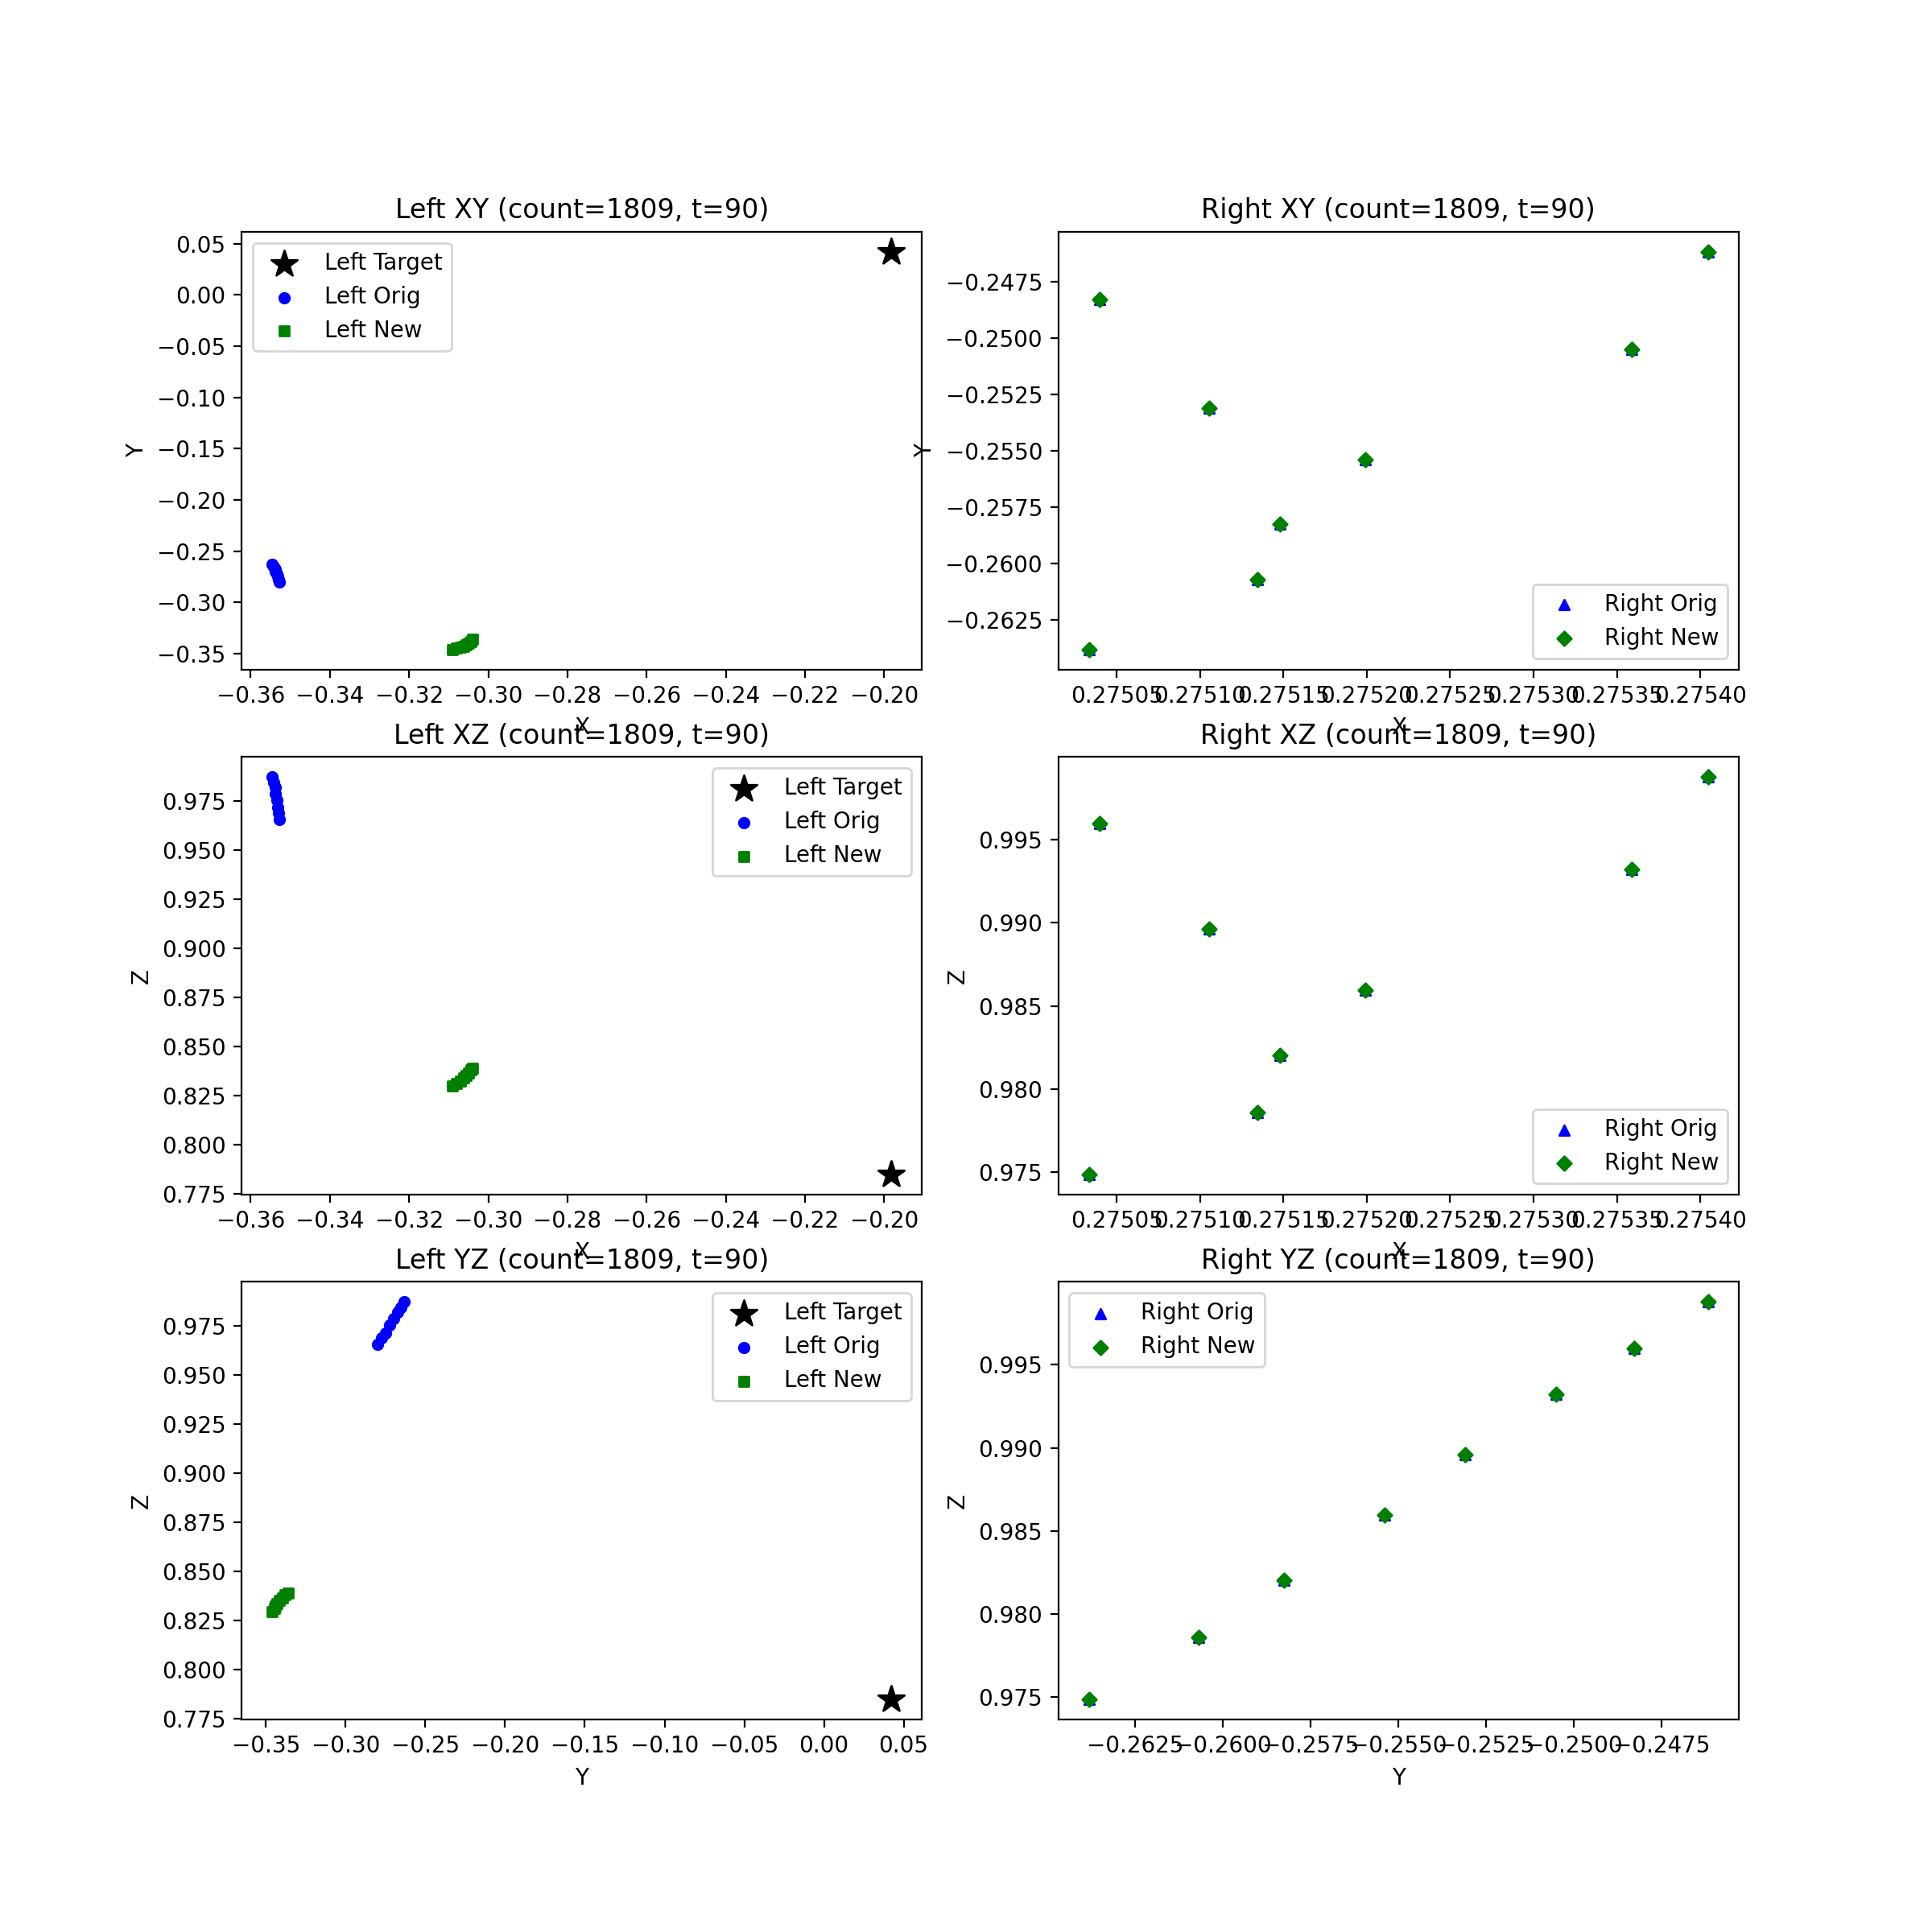 Left XY (count=1809, t=90)
0.05
0.00
−0.05
−0.10
−0.15
−0.20
−0.25
−0.30
−0.35
Y
Left Target
Left Orig
Left New
−0.36 −0.34 −0.32 −0.30 −0.28 −0.26 −0.24 −0.22 −0.20
X
Right XY (count=1809, t=90)
−0.2475
−0.2500
−0.2525
−0.2550
−0.2575
−0.2600
−0.2625
Y
Right Orig
Right New
0.27505 0.27510 0.27515 0.27520 0.27525 0.27530 0.27535 0.27540
X
Left XZ (count=1809, t=90)
0.975
0.950
0.925
0.900
0.875
0.850
0.825
0.800
0.775
Z
Left Target
Left Orig
Left New
−0.36 −0.34 −0.32 −0.30 −0.28 −0.26 −0.24 −0.22 −0.20
X
Right XZ (count=1809, t=90)
0.995
0.990
0.985
0.980
0.975
Z
Right Orig
Right New
0.27505 0.27510 0.27515 0.27520 0.27525 0.27530 0.27535 0.27540
X
Left YZ (count=1809, t=90)
0.975
0.950
0.925
0.900
0.875
0.850
0.825
0.800
0.775
Z
Left Target
Left Orig
Left New
−0.35 −0.30 −0.25 −0.20 −0.15 −0.10 −0.05 0.00 0.05
Y
Right YZ (count=1809, t=90)
0.995
0.990
0.985
0.980
0.975
Z
Right Orig
Right New
−0.2625 −0.2600 −0.2575 −0.2550 −0.2525 −0.2500 −0.2475
Y